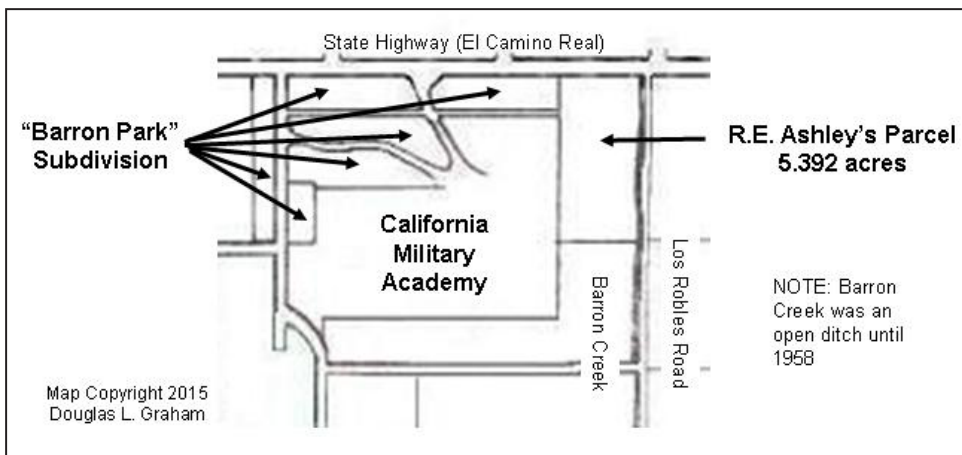 State Highway (El Camino Real)
“Barron Park”
Subdivision
R.E. Ashley’s Parcel
5.392 acres
California
Military
Academy
Barron Creek
Los Robles Road
NOTE: Barron
Creek was an
open ditch until
1958
Map Copyright 2015
Douglas L. Graham